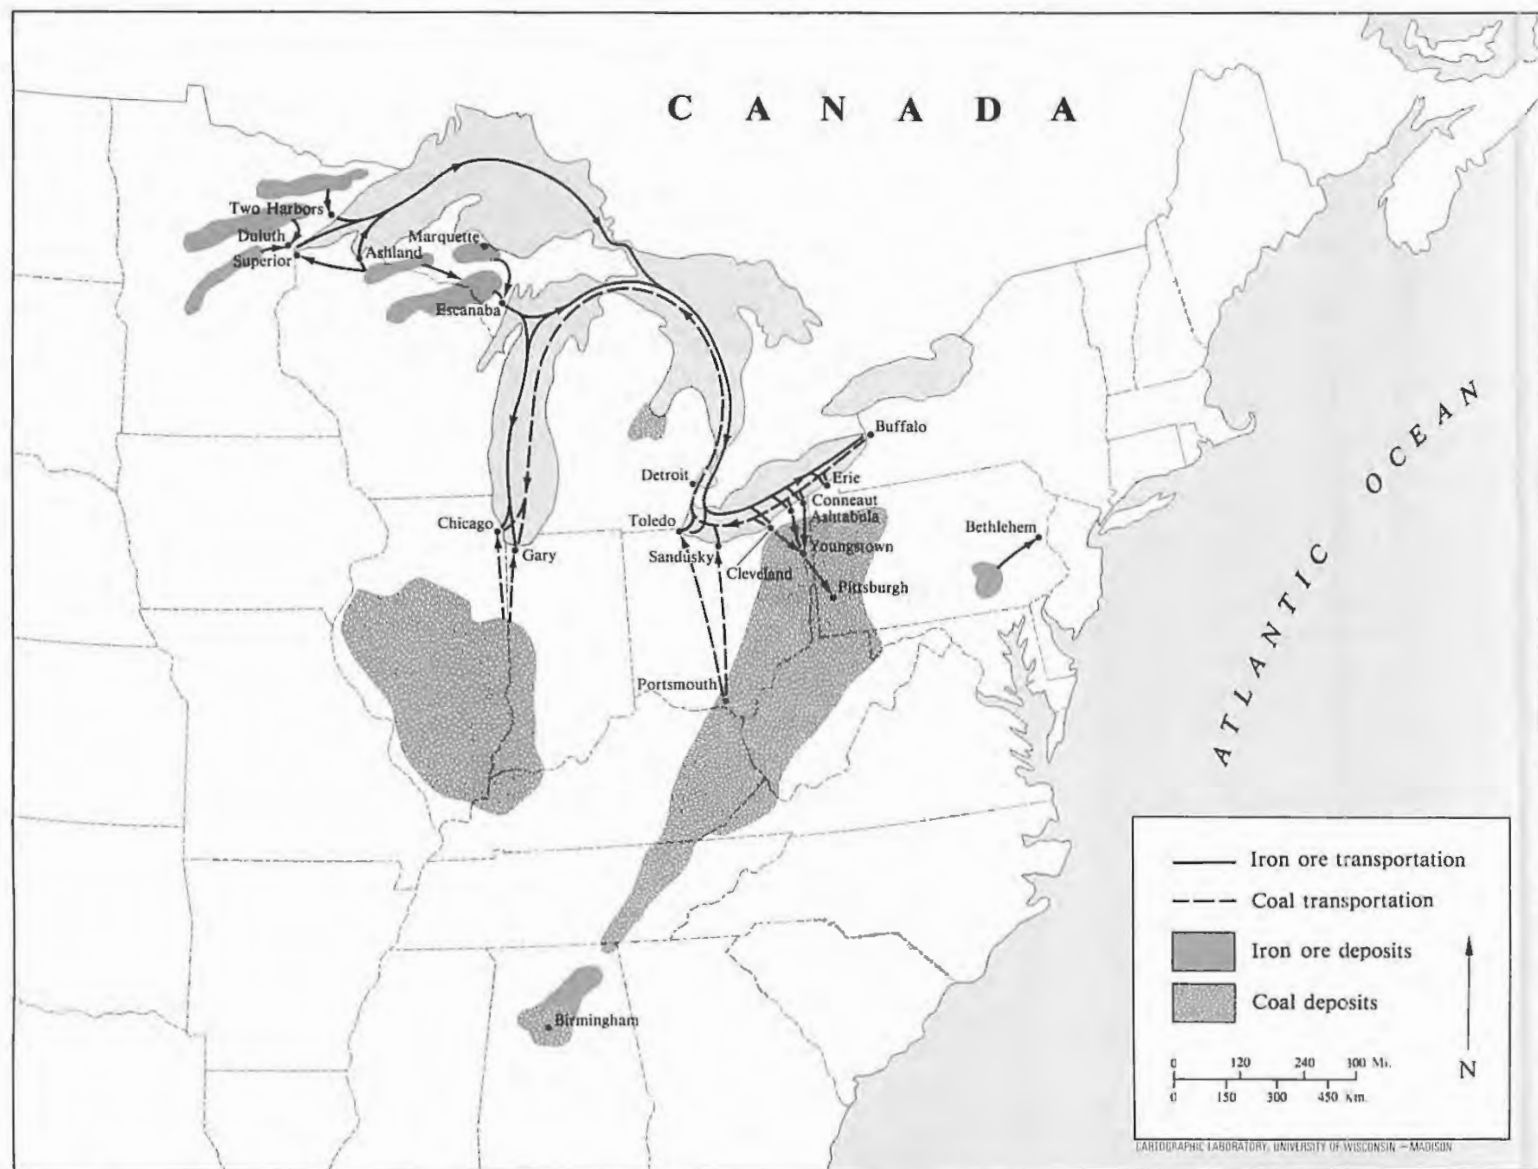 CANADA
Two Harbors
Duluth
Superior
Ashland
Marquette
Escanaba
Buffalo
Detroit
Erie
Conneaut
Ashtabula
Chicago
Toledo
Bethlehem
Gary
Sandusky
Youngstown
Cleveland
Pittsburgh
Portsmouth
Birmingham
ATLANTIC OCEAN
Iron ore transportation
Coal transportation
Iron ore deposits
Coal deposits
0 120 240 300 Mi.
0 150 300 450 Km.
N
CARTOGRAPHIC LABORATORY, UNIVERSITY OF WISCONSIN — MADISON